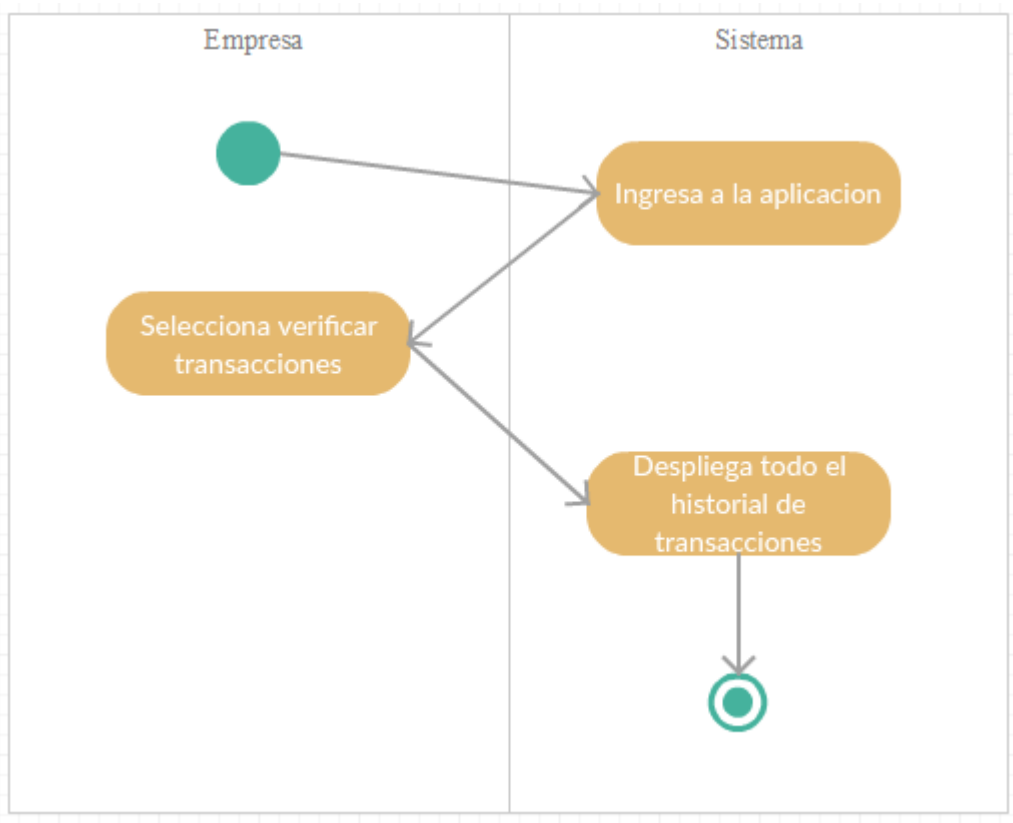 Empresa
Sistema
Ingresa a la aplicacion
Selecciona verificar
transacciones
Despliega todo el
historial de
transacciones